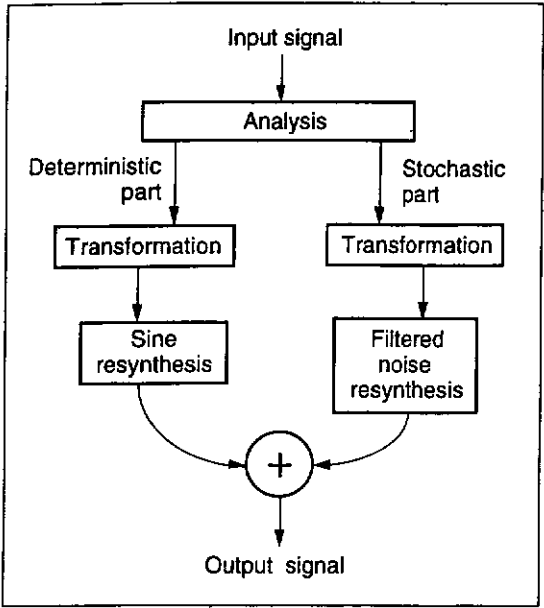 Input signal
Analysis
Deterministic
part
Stochastic
part
Transformation
Transformation
Sine
resynthesis
Filtered
noise
resynthesis
+
Output signal